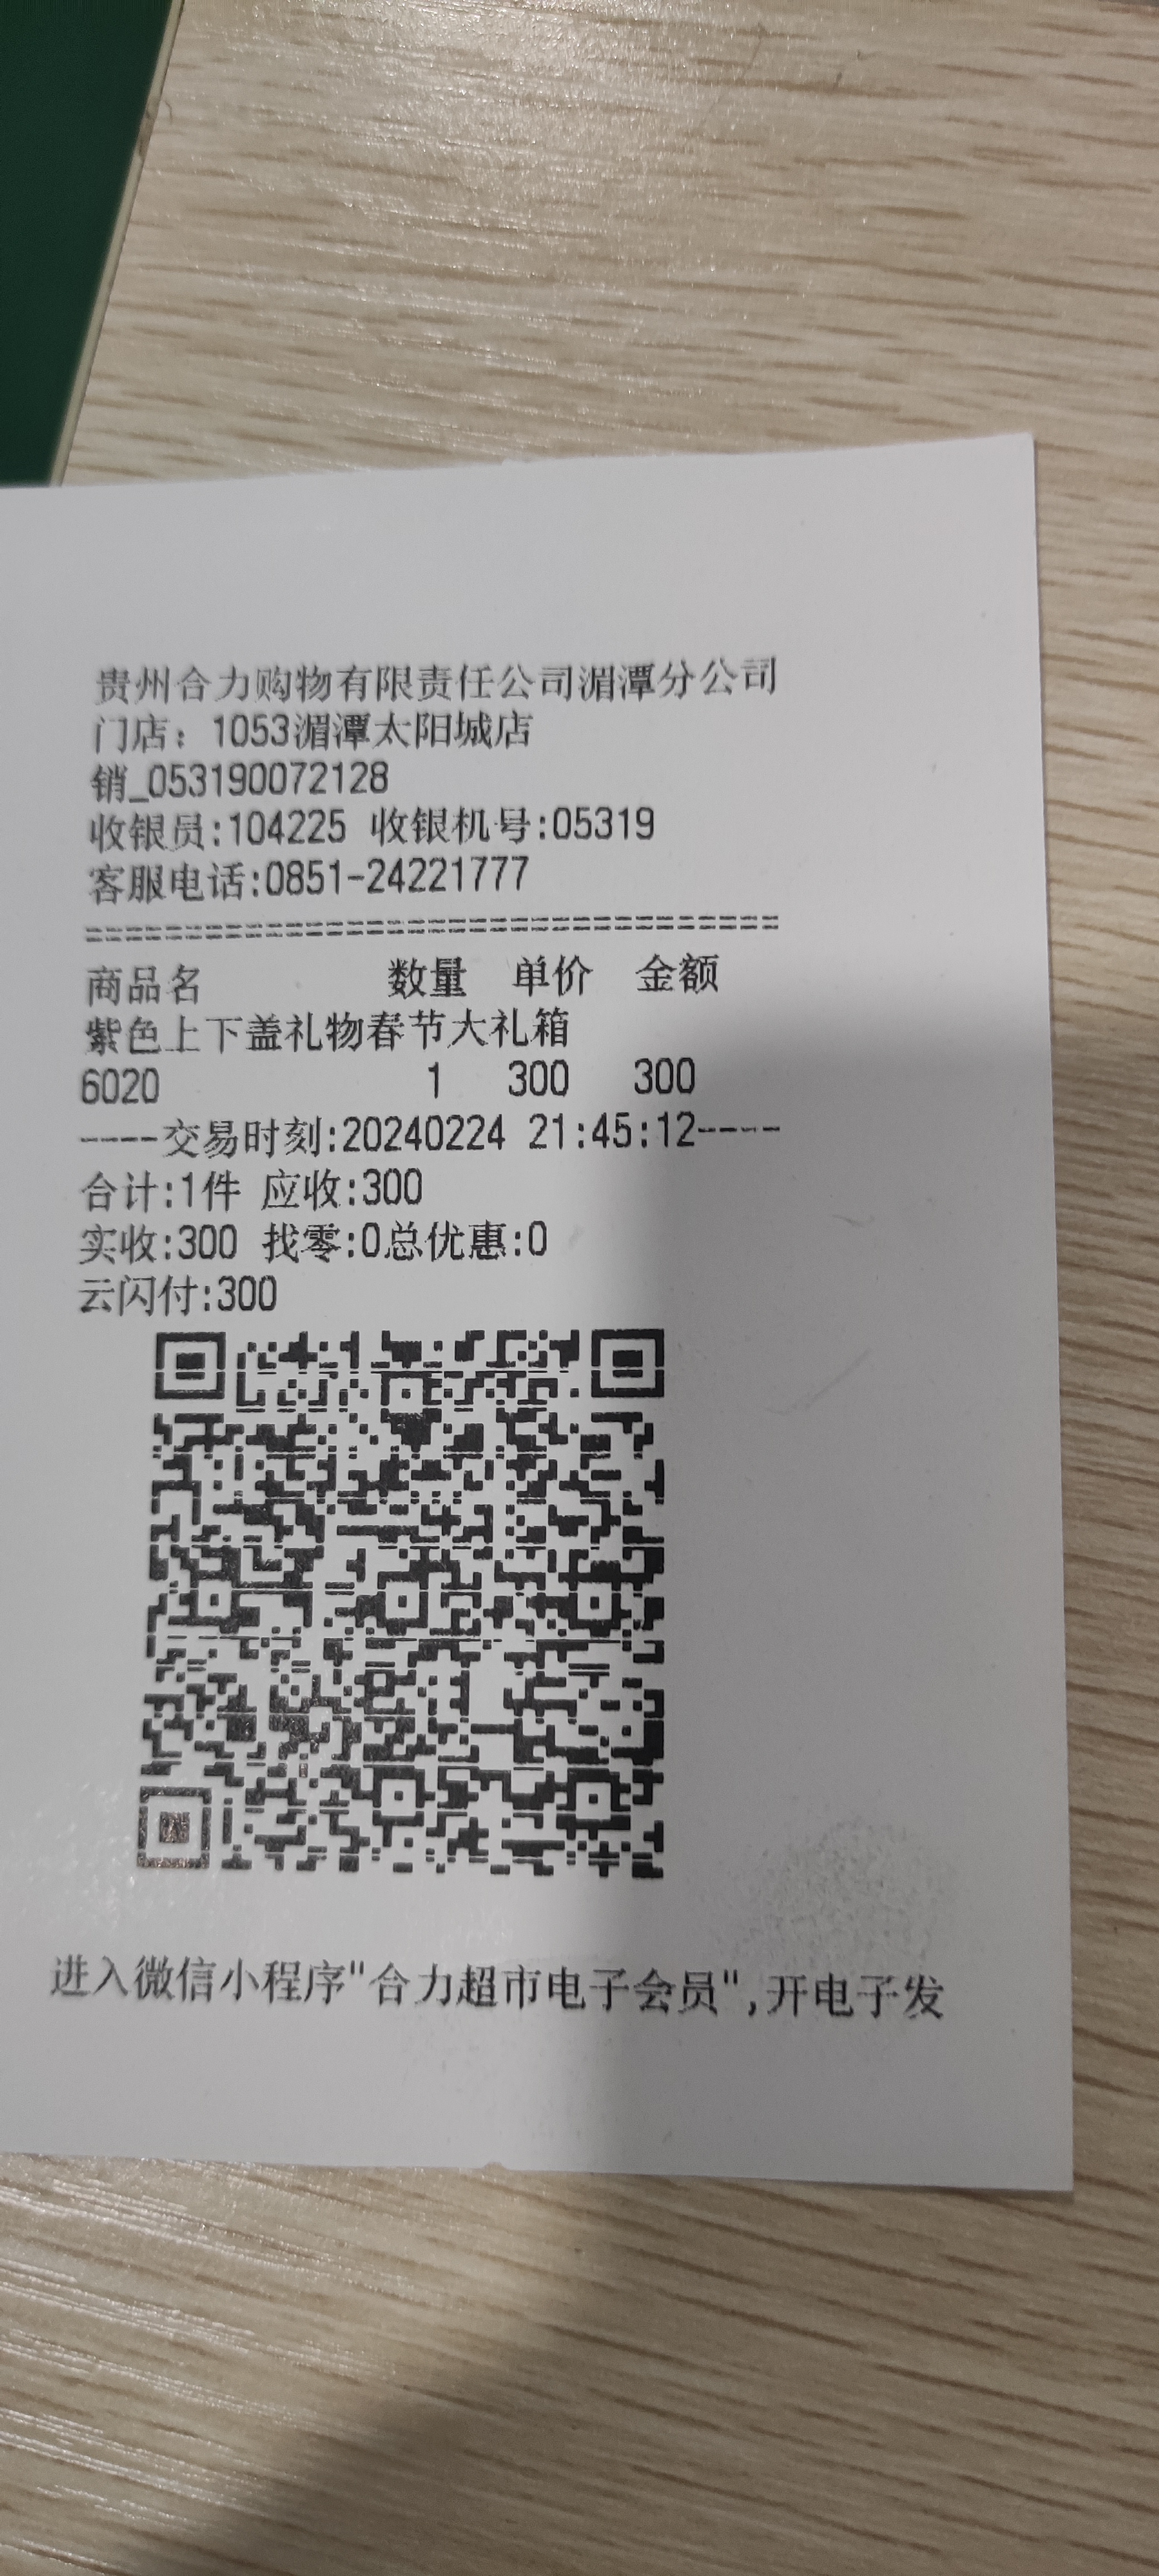 贵州合力购物有限责任公司湄潭分公司
门店：1053湄潭太阳城店
销_053190072128
收银员:104225 收银机号:05319
客服电话:0851-24221777
===================================
商品名 数量 单价 金额
紫色上下盖礼物春节大礼箱
6020 1 300 300
----交易时刻:20240224 21:45:12----
合计:1件 应收:300
实收:300 找零:0总优惠:0
云闪付:300
进入微信小程序"合力超市电子会员",开电子发